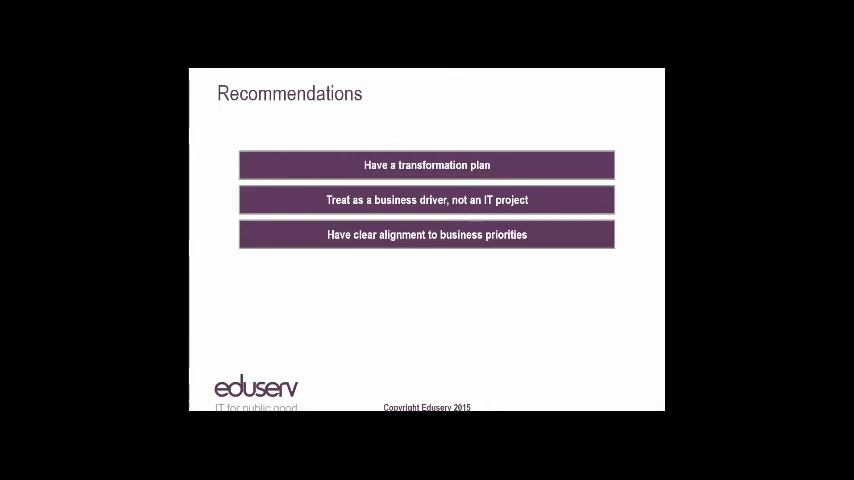 Recommendations
Have a transformation plan
Treat as a business driver, not an IT project
Have clear alignment to business priorities
eduserv
IT for public good
Copyright Eduserv 2015